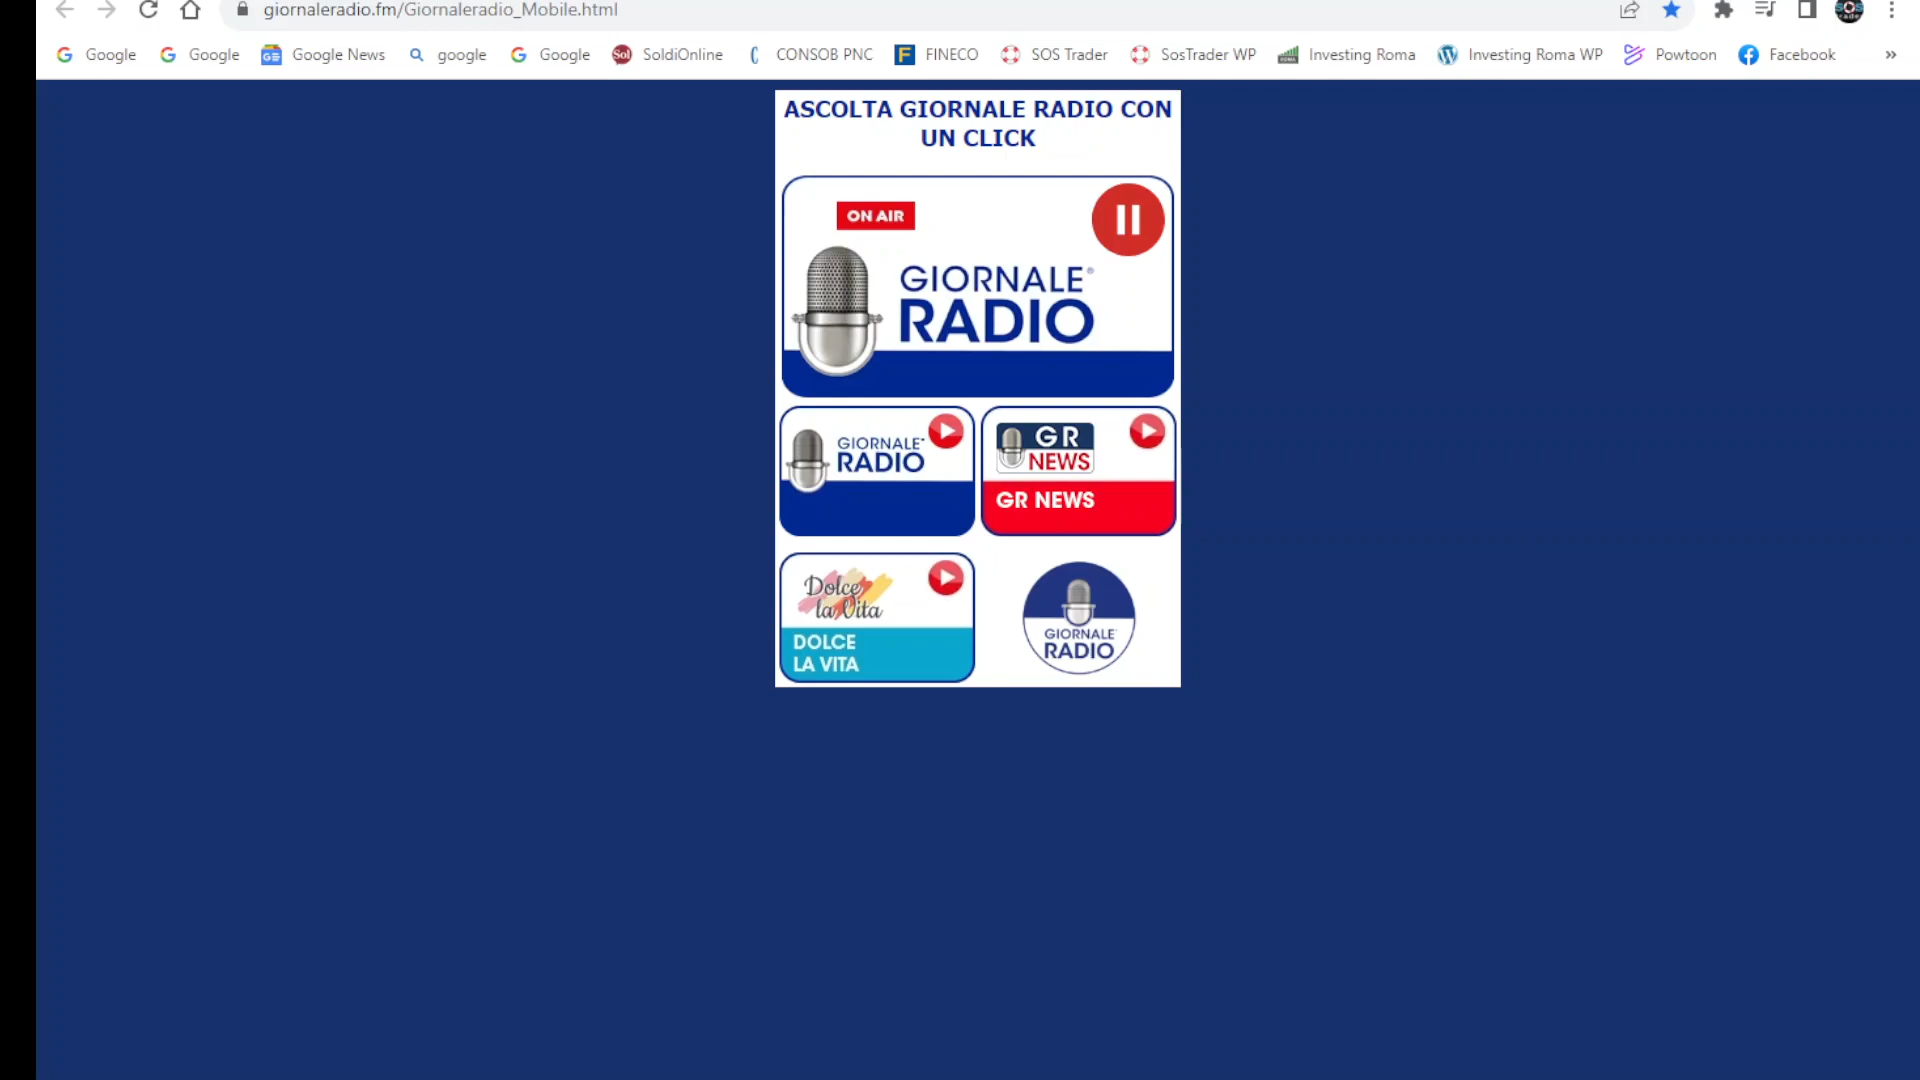 giornaleradio.fm/Giornaleradio_Mobile.html
Google Google Google News google Google SoldiOnline CONSOB PNC FINECO SOS Trader SosTrader WP Investing Roma Investing Roma WP Powtoon Facebook »
ASCOLTA GIORNALE RADIO CON
UN CLICK
ON AIR
GIORNALE®
RADIO
GIORNALE
RADIO
GR
NEWS
GR NEWS
Dolce
la Vita
DOLCE
LA VITA
GIORNALE
RADIO